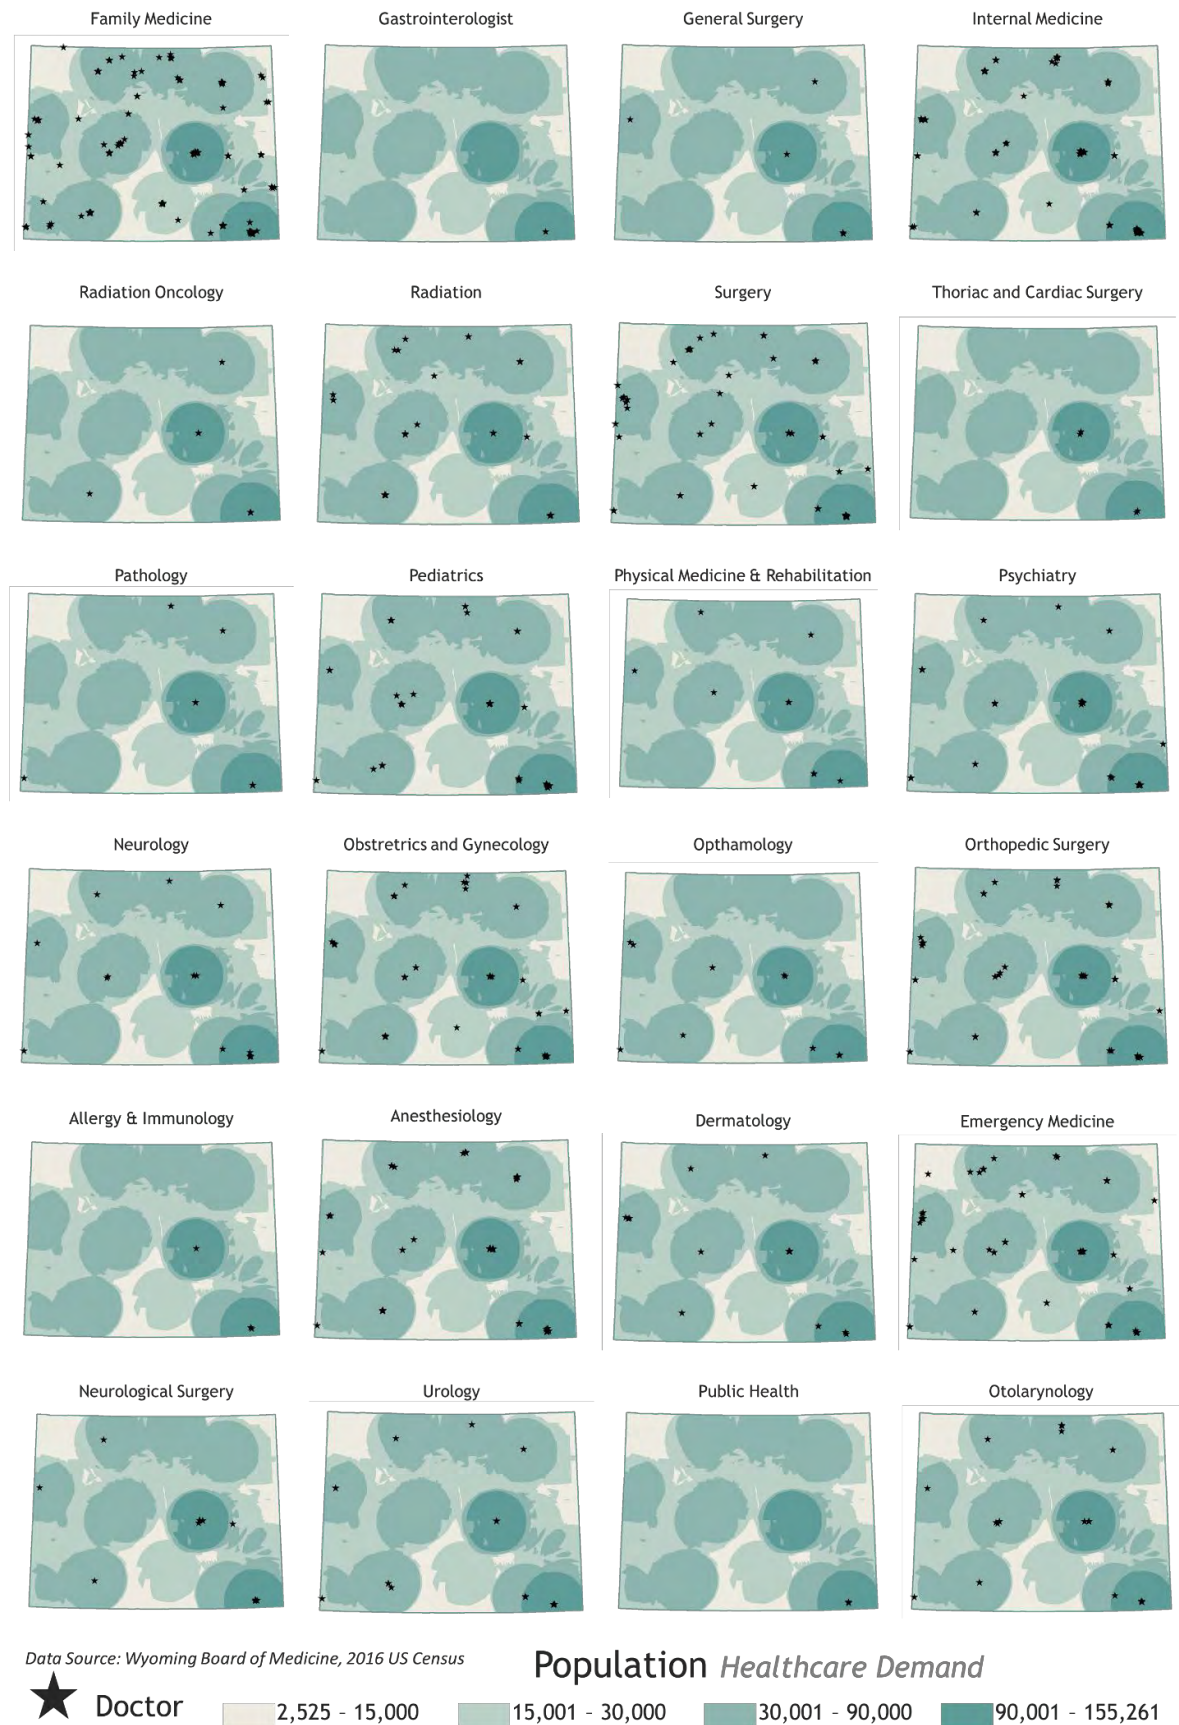 Family Medicine
Gastrointerologist
General Surgery
Internal Medicine
Radiation Oncology
Radiation
Surgery
Thoriac and Cardiac Surgery
Pathology
Pediatrics
Physical Medicine & Rehabilitation
Psychiatry
Neurology
Obstretrics and Gynecology
Opthamology
Orthopedic Surgery
Allergy & Immunology
Anesthesiology
Dermatology
Emergency Medicine
Neurological Surgery
Urology
Public Health
Otolarynology
Data Source: Wyoming Board of Medicine, 2016 US Census
Population Healthcare Demand
Doctor
2,525 - 15,000
15,001 - 30,000
30,001 - 90,000
90,001 - 155,261